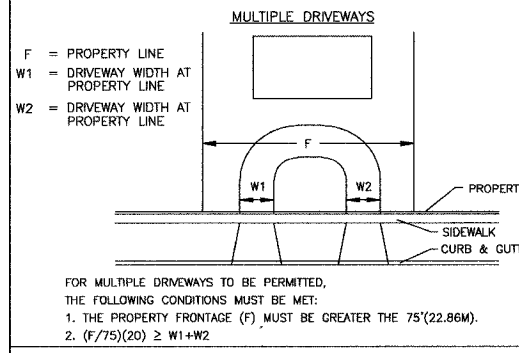 MULTIPLE DRIVEWAYS
F = PROPERTY LINE
W1 = DRIVEWAY WIDTH AT
PROPERTY LINE
W2 = DRIVEWAY WIDTH AT
PROPERTY LINE
F
W1
W2
PROPERT
SIDEWALK
CURB & GUT
FOR MULTIPLE DRIVEWAYS TO BE PERMITTED,
THE FOLLOWING CONDITIONS MUST BE MET:
1. THE PROPERTY FRONTAGE (F) MUST BE GREATER THE 75'(22.86M).
2. (F/75)(20) ≥ W1+W2